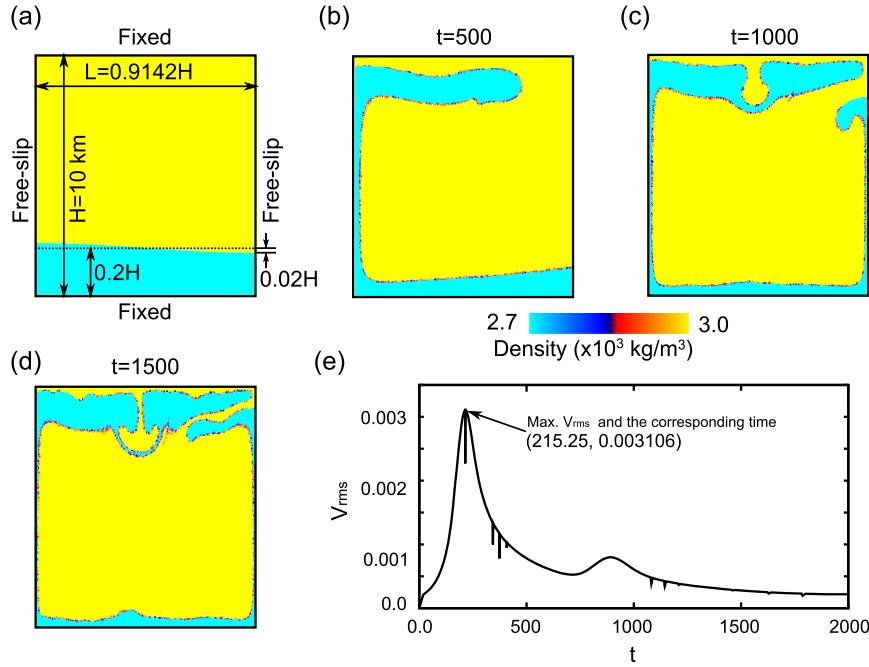 (a)
Fixed
L=0.9142H
Free-slip
H=10 km
Free-slip
0.2H
0.02H
Fixed
(b)
t=500
(c)
t=1000
2.7
3.0
Density (x10³ kg/m³)
(d)
t=1500
(e)
0.003
0.002
0.001
0.0
Vrms
Max. Vrms and the corresponding time
(215.25, 0.003106)
0.0
500
1000
1500
2000
t